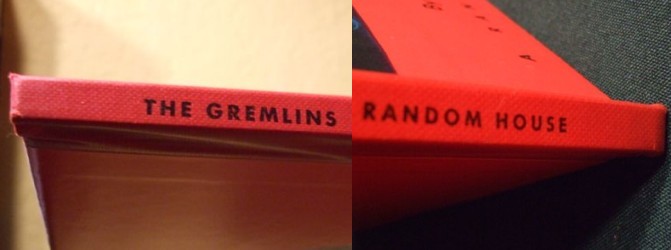 THE GREMLINS
RANDOM HOUSE